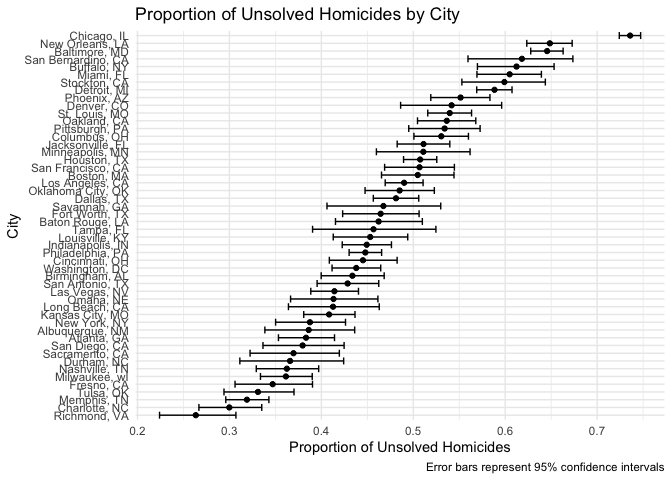 Proportion of Unsolved Homicides by City
Chicago, IL
New Orleans, LA
Baltimore, MD
San Bernardino, CA
Buffalo, NY
Miami, FL
Stockton, CA
Detroit, MI
Phoenix, AZ
Denver, CO
St. Louis, MO
Oakland, CA
Pittsburgh, PA
Columbus, OH
Jacksonville, FL
Minneapolis, MN
Houston, TX
San Francisco, CA
Boston, MA
Los Angeles, CA
Oklahoma City, OK
Dallas, TX
Savannah, GA
Fort Worth, TX
Baton Rouge, LA
Tampa, FL
Louisville, KY
Indianapolis, IN
Philadelphia, PA
Cincinnati, OH
Washington, DC
Birmingham, AL
San Antonio, TX
Las Vegas, NV
Omaha, NE
Long Beach, CA
Kansas City, MO
New York, NY
Albuquerque, NM
Atlanta, GA
San Diego, CA
Sacramento, CA
Durham, NC
Nashville, TN
Milwaukee, wI
Fresno, CA
Tulsa, OK
Memphis, TN
Charlotte, NC
Richmond, VA
City
0.2 0.3 0.4 0.5 0.6 0.7
Proportion of Unsolved Homicides
Error bars represent 95% confidence intervals